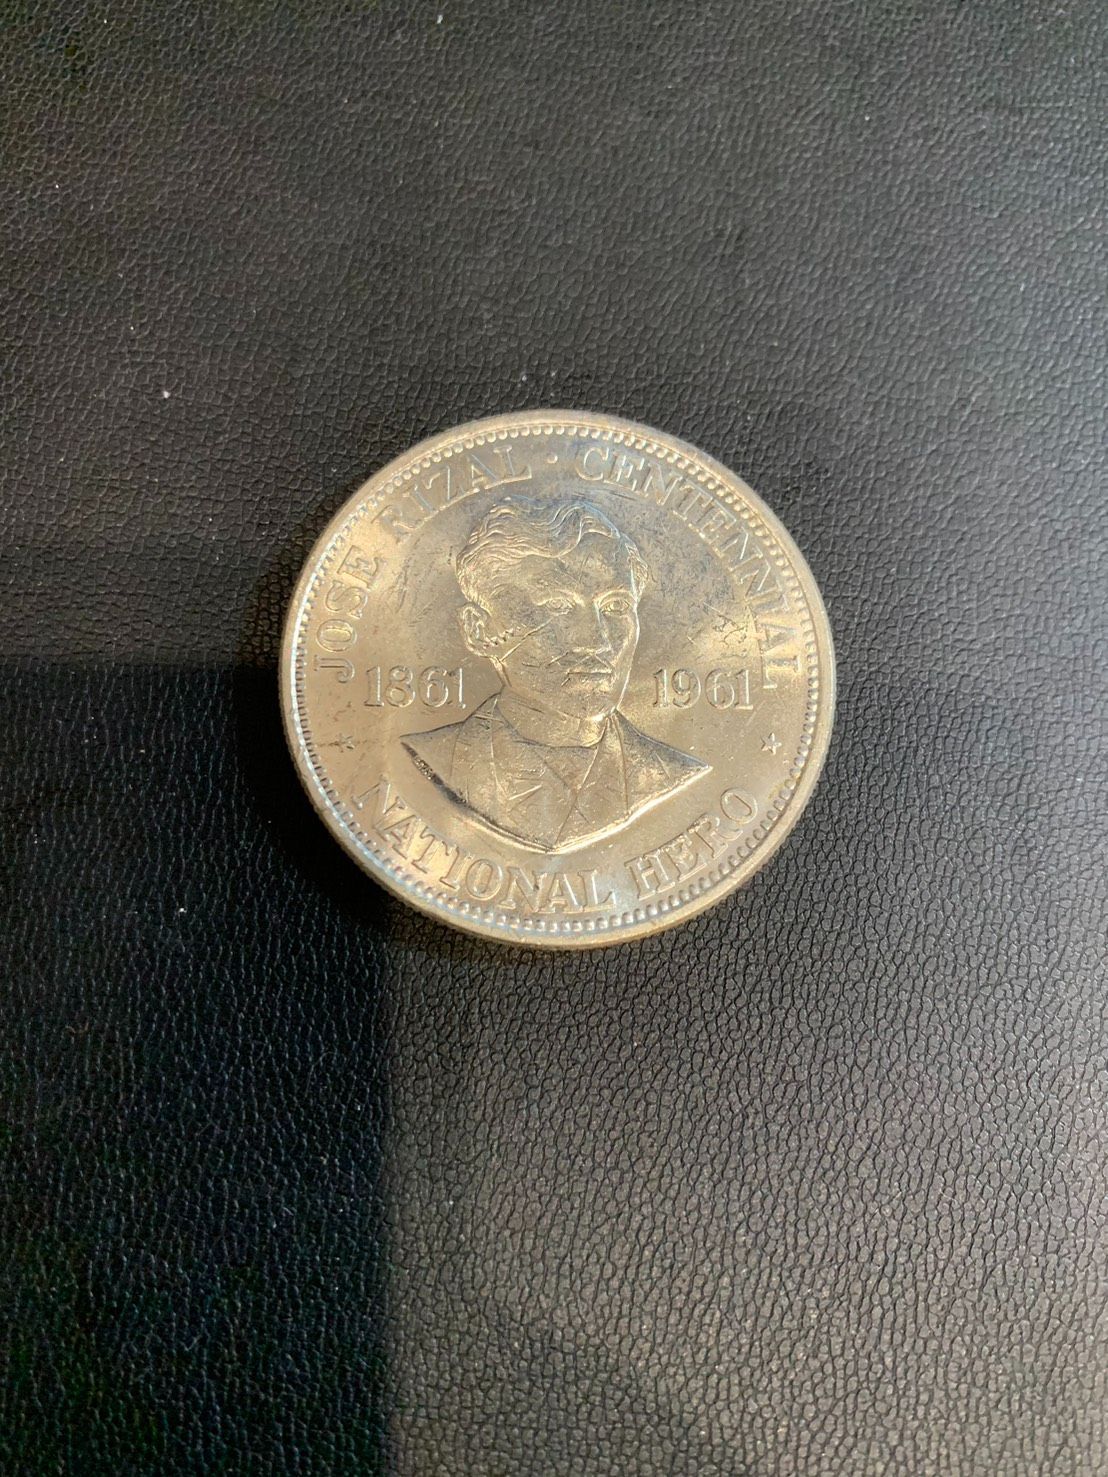 JOSE RIZAL · CENTENNIAL
1861 1961
NATIONAL HERO